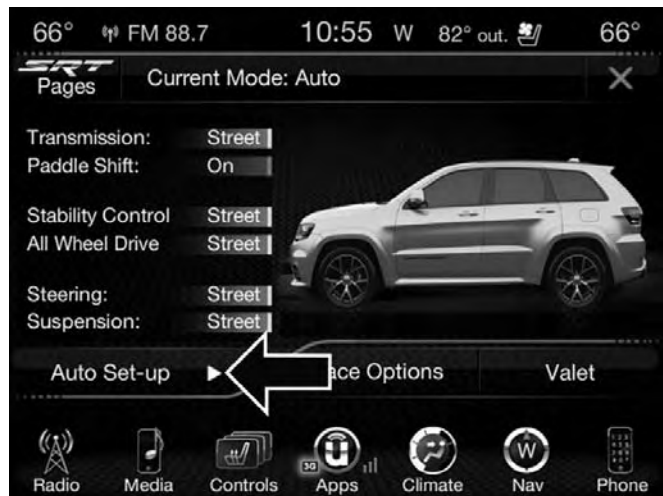 66° FM 88.7 10:55 W 82° out. 66°
SRT
Pages Current Mode: Auto
Transmission: Street
Paddle Shift: On
Stability Control Street
All Wheel Drive Street
Steering: Street
Suspension: Street
Auto Set-up ace Options Valet
3G W
Radio Media Controls Apps Climate Nav Phone